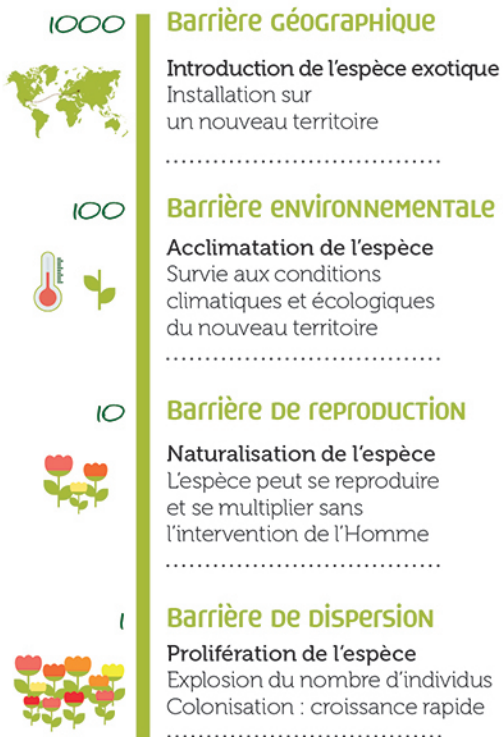 1000 Barrière géographique
Introduction de l'espèce exotique
Installation sur
un nouveau territoire
100 Barrière environnementale
Acclimatation de l'espèce
Survie aux conditions
climatiques et écologiques
du nouveau territoire
10 Barrière de reproduction
Naturalisation de l'espèce
L'espèce peut se reproduire
et se multiplier sans
l'intervention de l'Homme
1 Barrière de dispersion
Prolifération de l'espèce
Explosion du nombre d'individus
Colonisation : croissance rapide